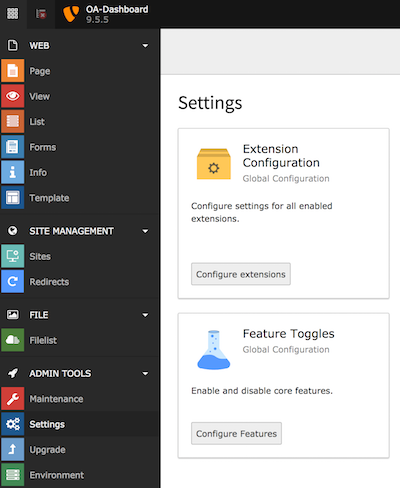 OA-Dashboard
9.5.5
WEB
Page
View
List
Forms
Info
Template
SITE MANAGEMENT
Sites
Redirects
FILE
Filelist
ADMIN TOOLS
Maintenance
Settings
Upgrade
Environment
Settings
Extension
Configuration
Global Configuration
Configure settings for all enabled
extensions.
Configure extensions
Feature Toggles
Global Configuration
Enable and disable core features.
Configure Features